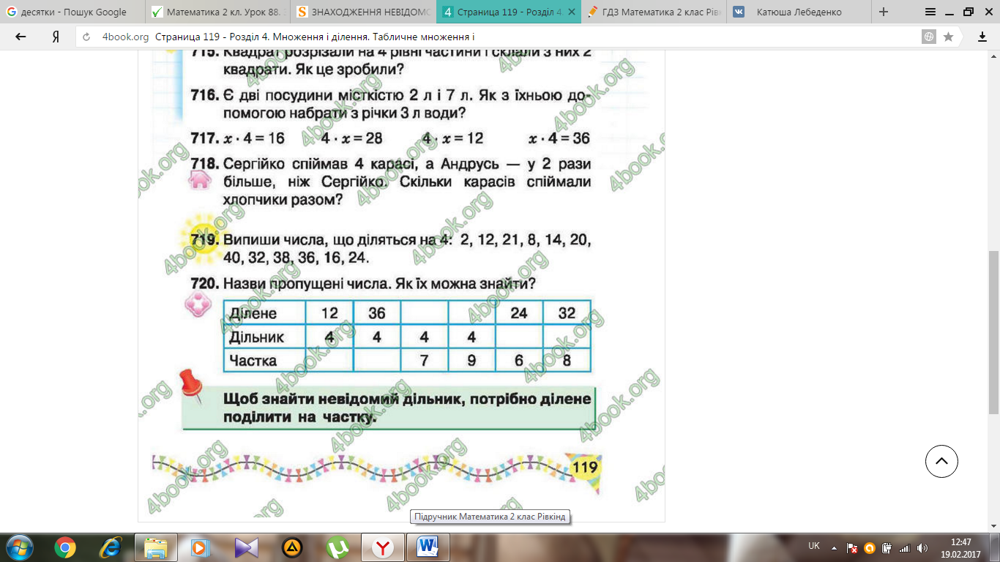 десятки - Пошук Google
Математика 2 кл. Урок 88.
ЗНАХОДЖЕННЯ НЕВІДОМО
Страница 119 - Розділ 4.
ГДЗ Математика 2 клас Рівк
Катюша Лебеденко
4book.org Страница 119 - Розділ 4. Множення і ділення. Табличне множення і
715. Квадрат розрізали на 4 рівні частини і склали з них 2
квадрати. Як це зробили?
716. Є дві посудини місткістю 2 л і 7 л. Як з їхньою до-
помогою набрати з річки 3 л води?
717. x · 4 = 16 4 · x = 28 4 · x = 12 x · 4 = 36
718. Сергійко спіймав 4 карасі, а Андрусь — у 2 рази
більше, ніж Сергійко. Скільки карасів спіймали
хлопчики разом?
719. Випиши числа, що діляться на 4: 2, 12, 21, 8, 14, 20,
40, 32, 38, 36, 16, 24.
720. Назви пропущені числа. Як їх можна знайти?
Ділене 12 36 24 32
Дільник 4 4 4 4
Частка 7 9 6 8
Щоб знайти невідомий дільник, потрібно ділене
поділити на частку.
119
Підручник Математика 2 клас Рівкінд
UK
12:47
19.02.2017